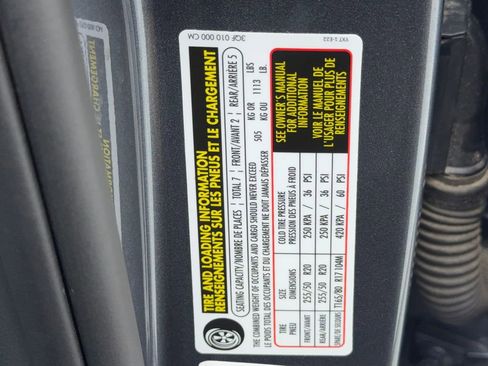 3QF 010 000 CM
YKT 1-E22
TIRE AND LOADING INFORMATION
RENSEIGNEMENTS SUR LES PNEUS ET LE CHARGEMENT
SEATING CAPACITY/NOMBRE DE PLACES | TOTAL 7 | FRONT/AVANT 2 | REAR/ARRIÈRE 5
THE COMBINED WEIGHT OF OCCUPANTS AND CARGO SHOULD NEVER EXCEED 505 KG OR 1113 LBS
LE POIDS TOTAL DES OCCUPANTS ET DU CHARGEMENT NE DOIT JAMAIS DÉPASSER 505 KG OU 1113 LB.
TIRE SIZE COLD TIRE PRESSURE
PNEU DIMENSIONS PRESSION DES PNEUS À FROID
FRONT/AVANT 255/50 R20 250 KPA / 36 PSI
REAR/ARRIÈRE 255/50 R20 250 KPA / 36 PSI
SPARE/DE SECOURS T165/80 R17 104M 420 KPA / 60 PSI
SEE OWNER'S MANUAL
FOR ADDITIONAL
INFORMATION
VOIR LE MANUEL DE
L'USAGER POUR PLUS DE
RENSEIGNEMENTS